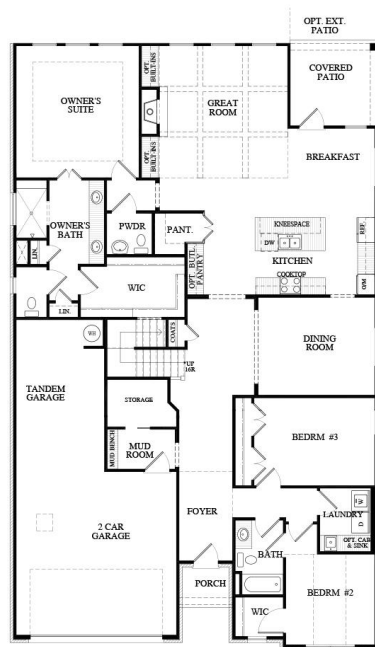 OPT. EXT.
PATIO
COVERED
PATIO
OPT.
BUILT-INS
OWNER'S
SUITE
GREAT
ROOM
BREAKFAST
OPT.
BUILT-INS
OWNER'S
BATH
PWDR
PANT.
KNEESPACE
DW
REF.
LIN.
KITCHEN
COOKTOP
OPT. BUTL.
PANTRY
WIC
LIN.
WH
COATS
DINING
ROOM
"UP
16R
TANDEM
GARAGE
STORAGE
MUD BENCH
MUD
ROOM
BEDRM #3
2 CAR
GARAGE
FOYER
LAUNDRY
W
D
OPT. CAB
& SINK
BATH
PORCH
WIC
BEDRM #2